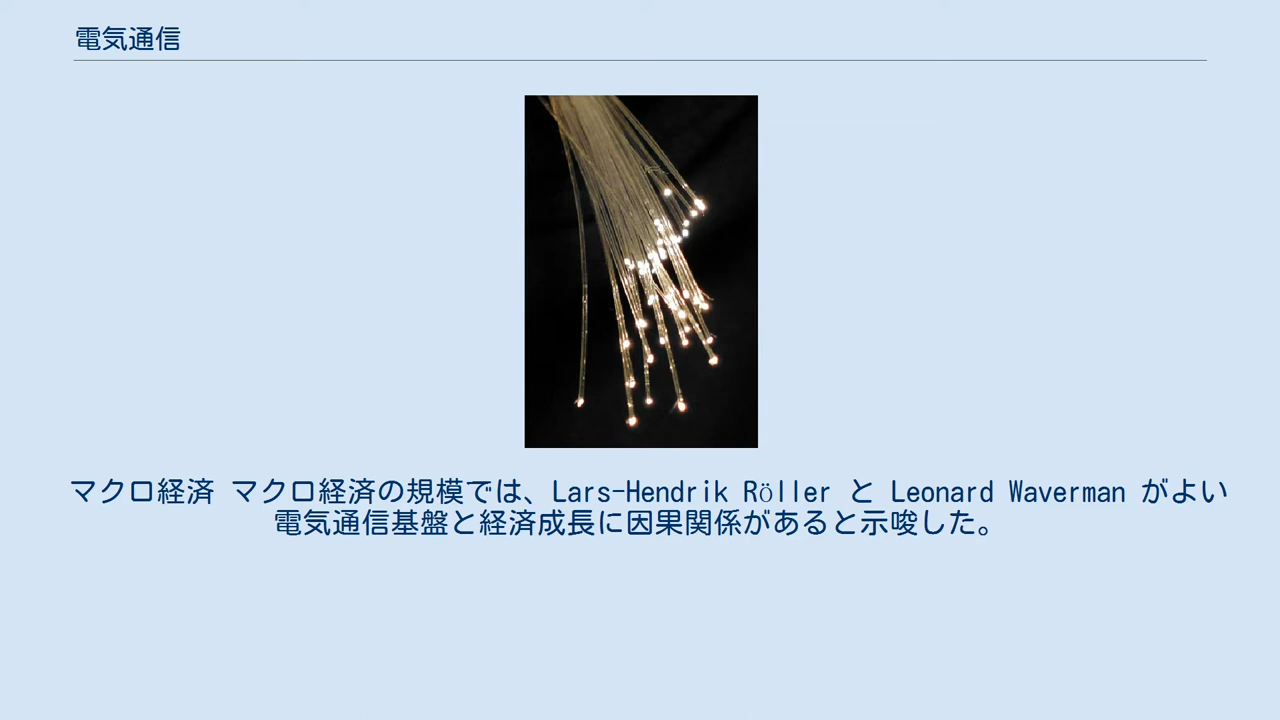 電気通信
マクロ経済 マクロ経済の規模では、Lars-Hendrik Röller と Leonard Waverman がよい
電気通信基盤と経済成長に因果関係があると示唆した。